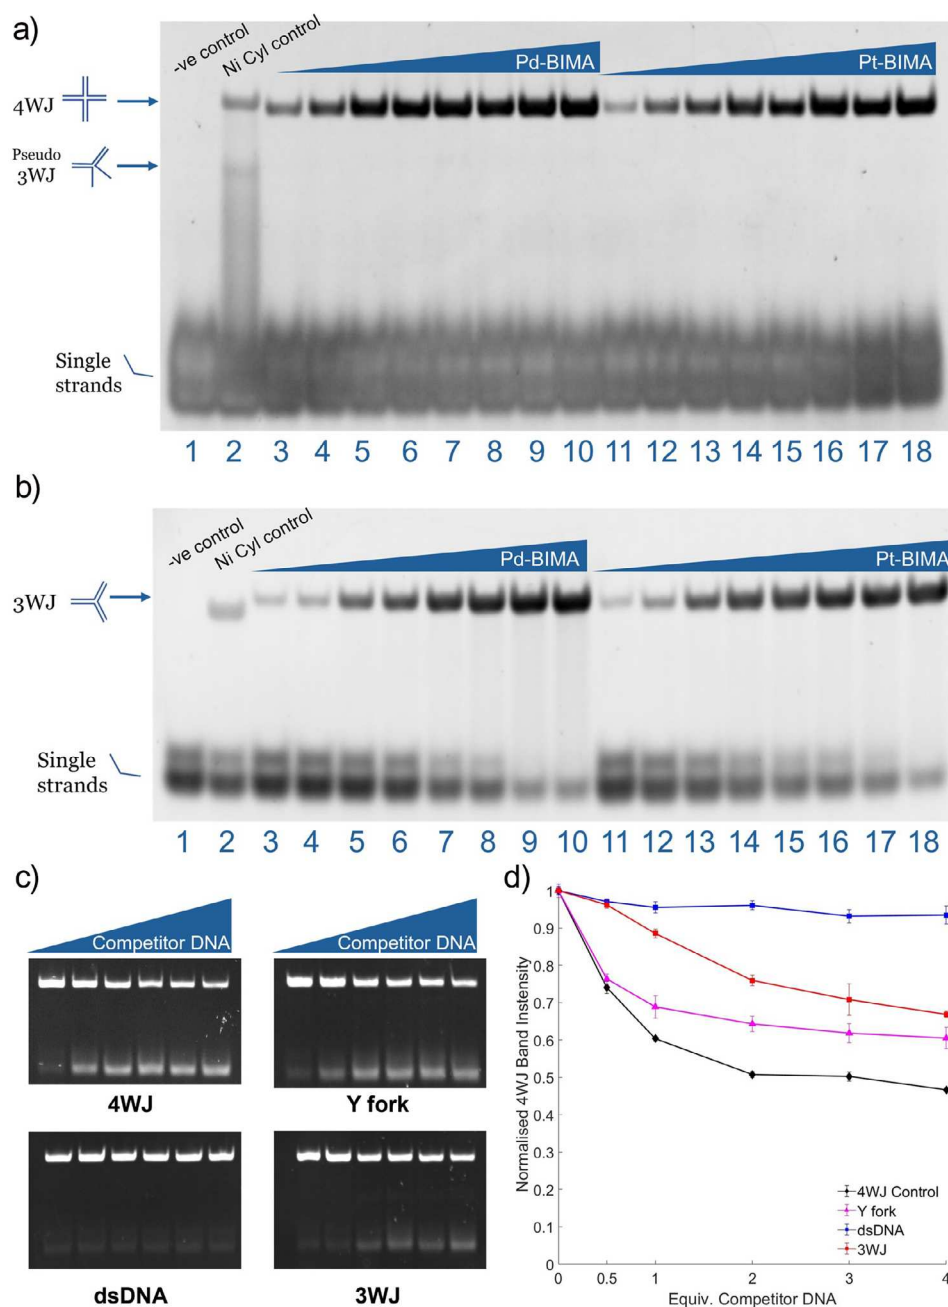 a)
-ve control
Ni Cyl control
Pd-BIMA
Pt-BIMA
4WJ
Pseudo
3WJ
Single
strands
1 2 3 4 5 6 7 8 9 10 11 12 13 14 15 16 17 18
b)
-ve control
Ni Cyl control
Pd-BIMA
Pt-BIMA
3WJ
Single
strands
1 2 3 4 5 6 7 8 9 10 11 12 13 14 15 16 17 18
c)
Competitor DNA
Competitor DNA
4WJ
Y fork
dsDNA
3WJ
d)
Normalised 4WJ Band Instensity
1
0.9
0.8
0.7
0.6
0.5
0.4
0.3
0.2
0.1
0
4WJ Control
Y fork
dsDNA
3WJ
0 0.5 1 2 3 4
Equiv. Competitor DNA